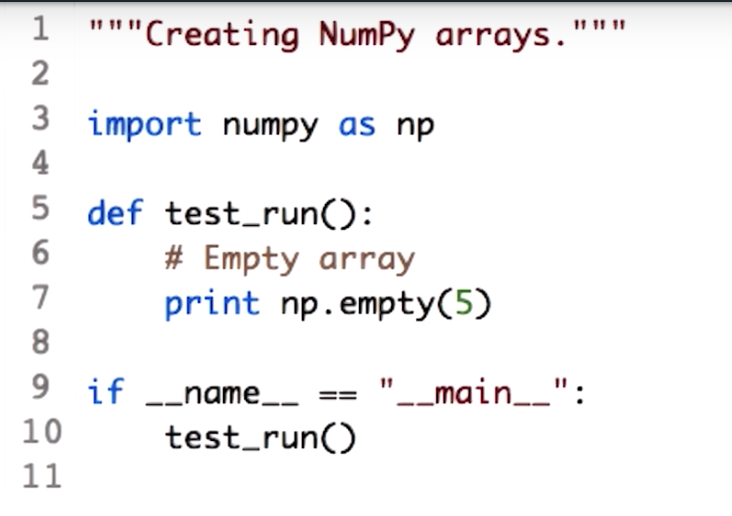 1 """Creating NumPy arrays."""
2
3 import numpy as np
4
5 def test_run():
6     # Empty array
7     print np.empty(5)
8
9 if __name__ == "__main__":
10     test_run()
11